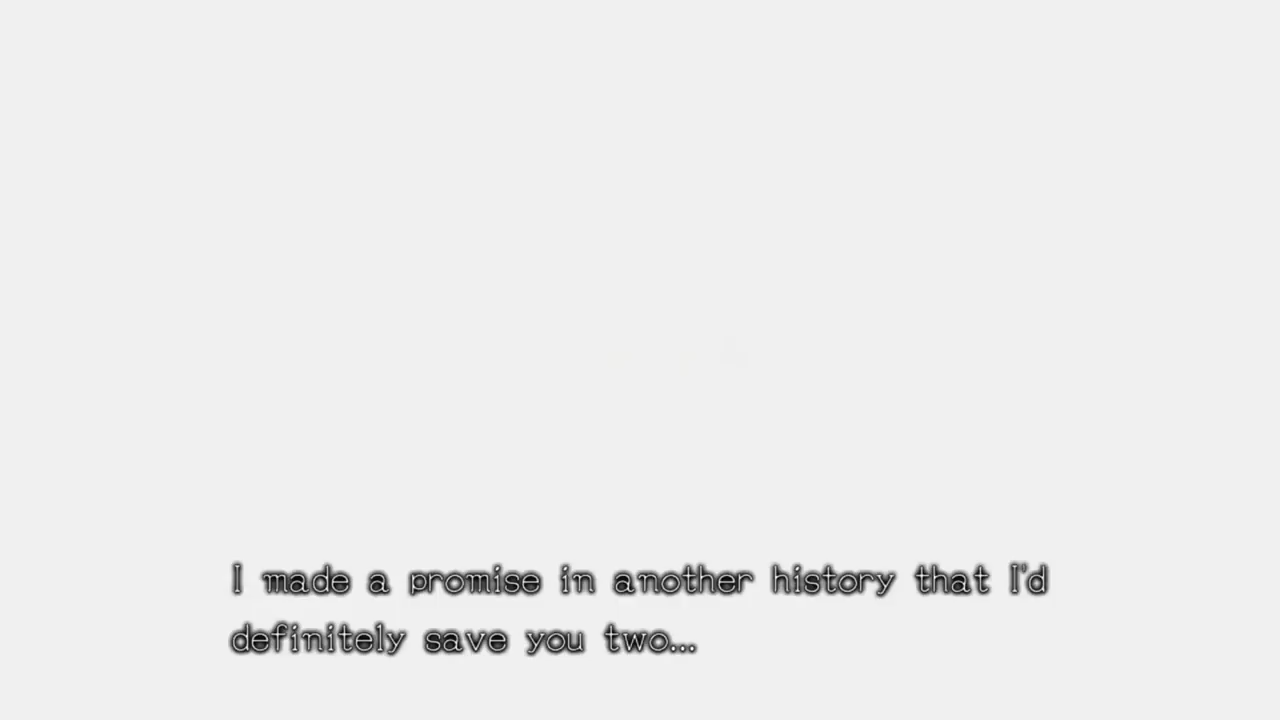 I made a promise in another history that I'd
definitely save you two...